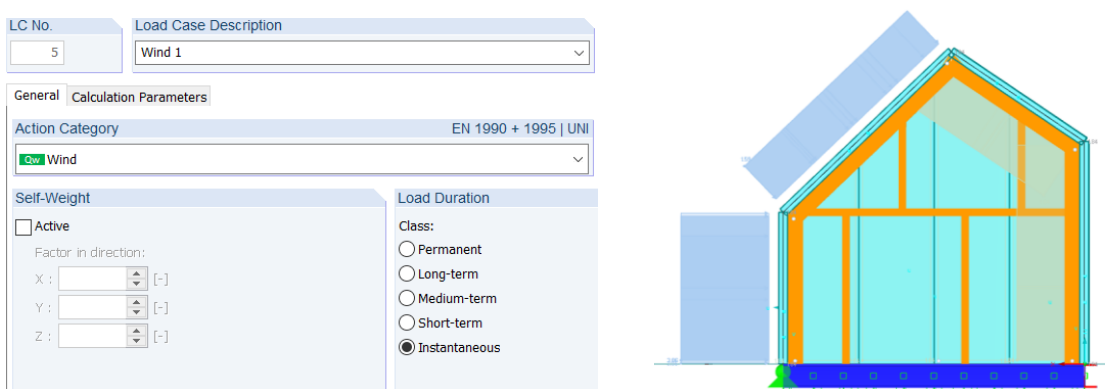 LC No.
Load Case Description
5
Wind 1
General
Calculation Parameters
Action Category
EN 1990 + 1995 | UNI
Qw Wind
Self-Weight
Load Duration
Active
Class:
Factor in direction:
Permanent
X : [-]
Long-term
Medium-term
Y : [-]
Short-term
Z : [-]
Instantaneous